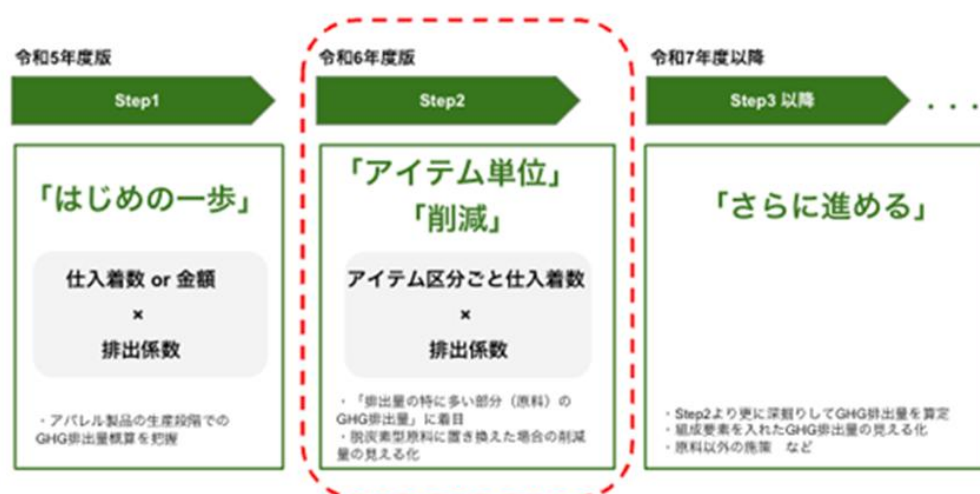 令和5年度版
Step1
「はじめの一歩」
仕入着数 or 金額
×
排出係数
・アパレル製品の生産段階での
GHG排出量概算を把握
令和6年度版
Step2
「アイテム単位」
「削減」
アイテム区分ごと仕入着数
×
排出係数
・「排出量の特に多い部分（原料）の
GHG排出量」に着目
・脱炭素型原料に置き換えた場合の削減
量の見える化
令和7年度以降
Step3 以降
・・・
「さらに進める」
・Step2より更に深掘りしてGHG排出量を算定
・組成要素を入れたGHG排出量の見える化
・原料以外の施策　など